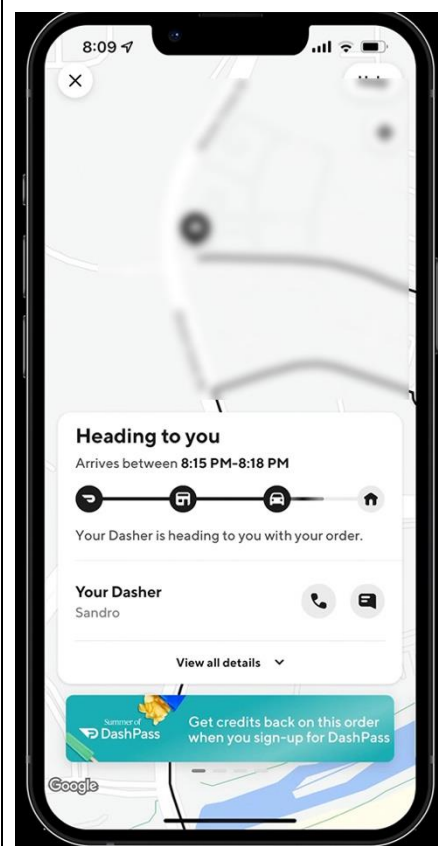 8:09
Heading to you
Arrives between 8:15 PM-8:18 PM
Your Dasher is heading to you with your order.
Your Dasher
Sandro
View all details
Summer of
DashPass
Get credits back on this order
when you sign-up for DashPass
Google